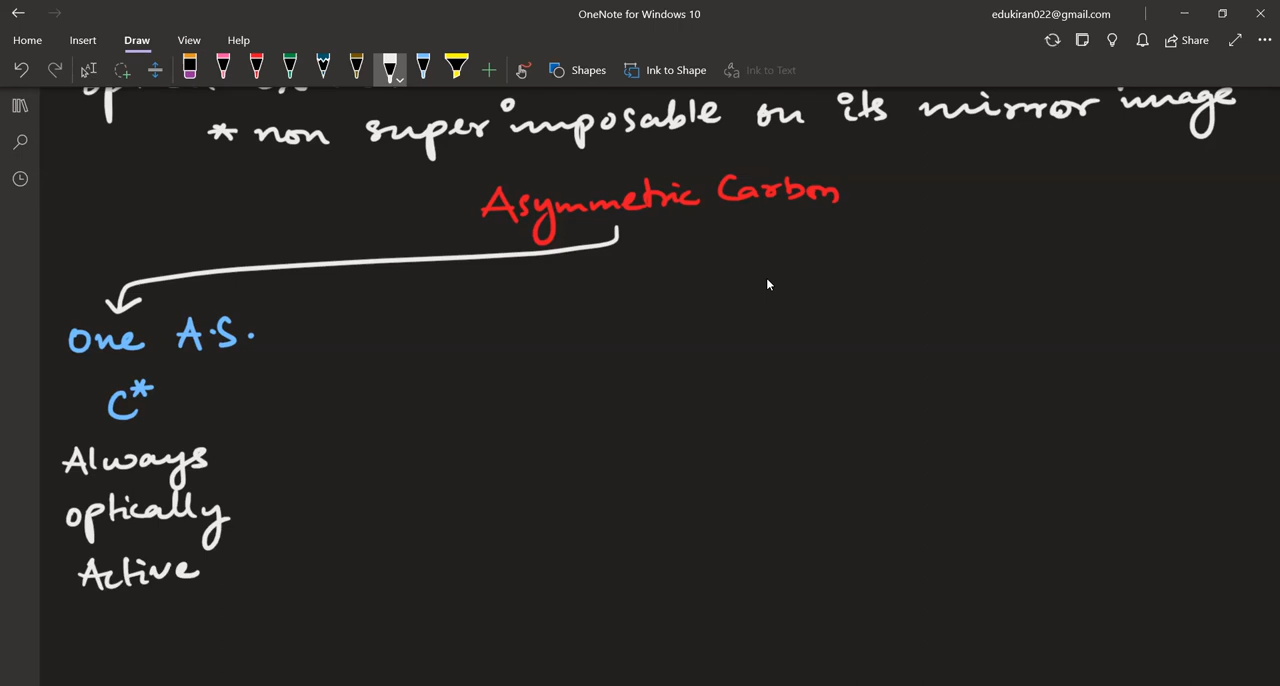 OneNote for Windows 10
edukiran022@gmail.com
Home Insert Draw View Help
Share
Shapes
Ink to Shape
Ink to Text
* non superimposable on its mirror image
Asymmetric Carbon
One A.S.
C*
Always
optically
Active